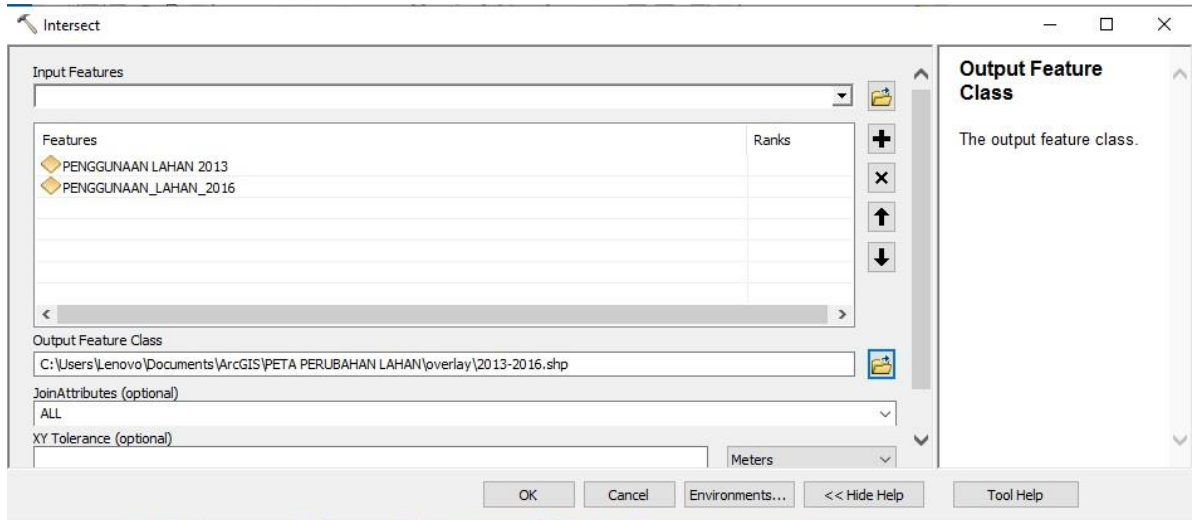 Intersect
Input Features
Features Ranks
PENGGUNAAN LAHAN 2013
PENGGUNAAN_LAHAN_2016
Output Feature Class
C:\Users\Lenovo\Documents\ArcGIS\PETA PERUBAHAN LAHAN\overlay\2013-2016.shp
JoinAttributes (optional)
ALL
XY Tolerance (optional)
Meters
OK Cancel Environments... << Hide Help Tool Help
Output Feature
Class
The output feature class.